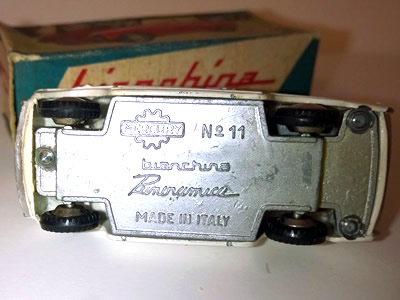 bianchina
MERCURY Nº 11
bianchina
Panoramica
MADE IN ITALY